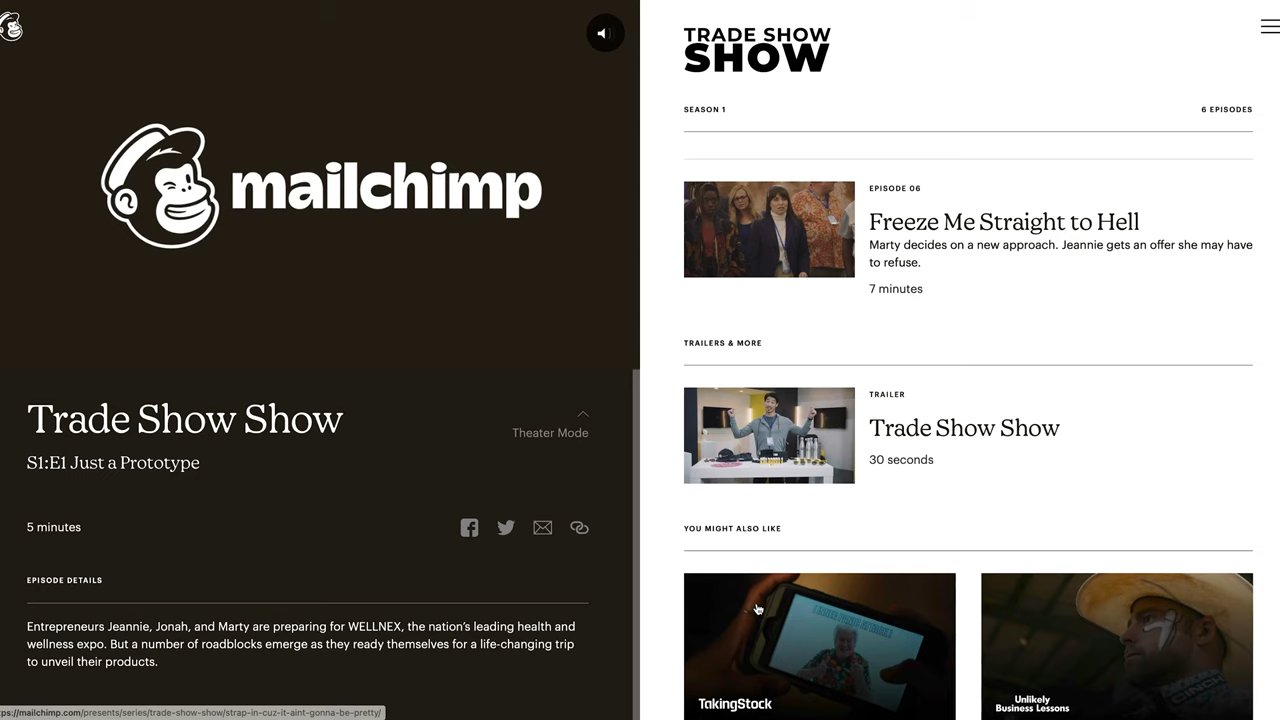 mailchimp
Trade Show Show
Theater Mode
S1:E1 Just a Prototype
5 minutes
EPISODE DETAILS
Entrepreneurs Jeannie, Jonah, and Marty are preparing for WELLNEX, the nation's leading health and
wellness expo. But a number of roadblocks emerge as they ready themselves for a life-changing trip
to unveil their products.
ps://mailchimp.com/presents/series/trade-show-show/strap-in-cuz-it-aint-gonna-be-pretty/
TRADE SHOW
SHOW
SEASON 1
6 EPISODES
EPISODE 06
Freeze Me Straight to Hell
Marty decides on a new approach. Jeannie gets an offer she may have
to refuse.
7 minutes
TRAILERS & MORE
TRAILER
Trade Show Show
30 seconds
YOU MIGHT ALSO LIKE
TakingStock
Unlikely
Business Lessons